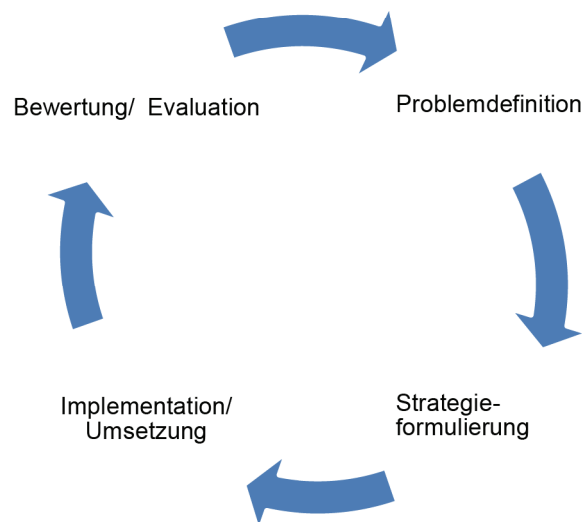 Bewertung/ Evaluation
Problemdefinition
Implementation/
Umsetzung
Strategie-
formulierung